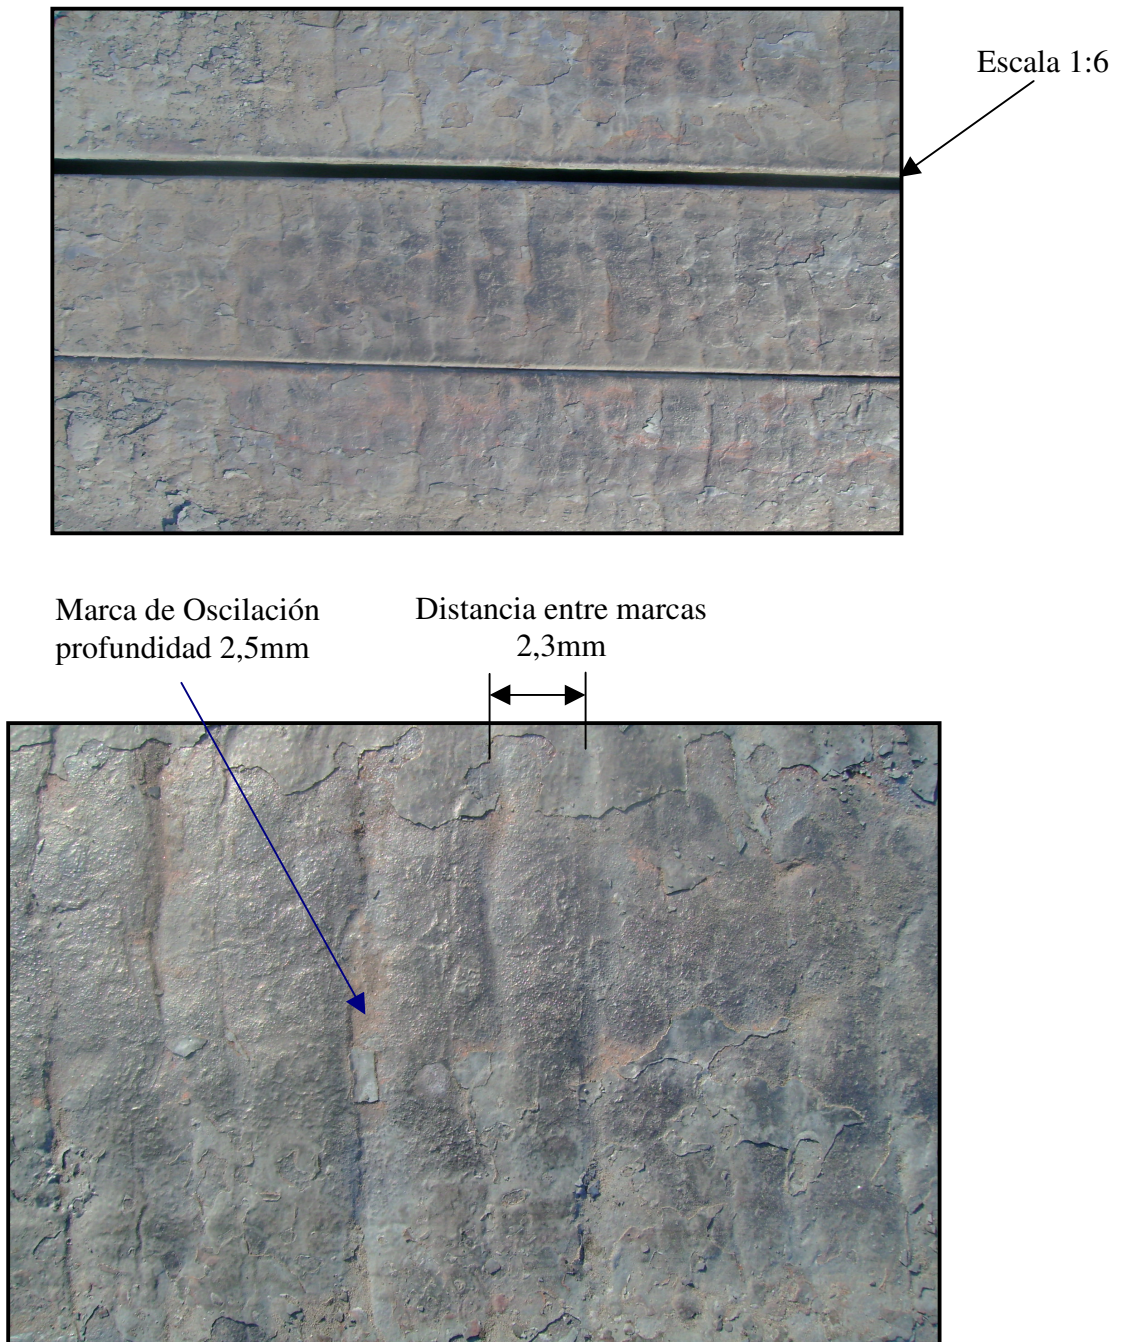 Escala 1:6
Marca de Oscilación
profundidad 2,5mm
Distancia entre marcas
2,3mm